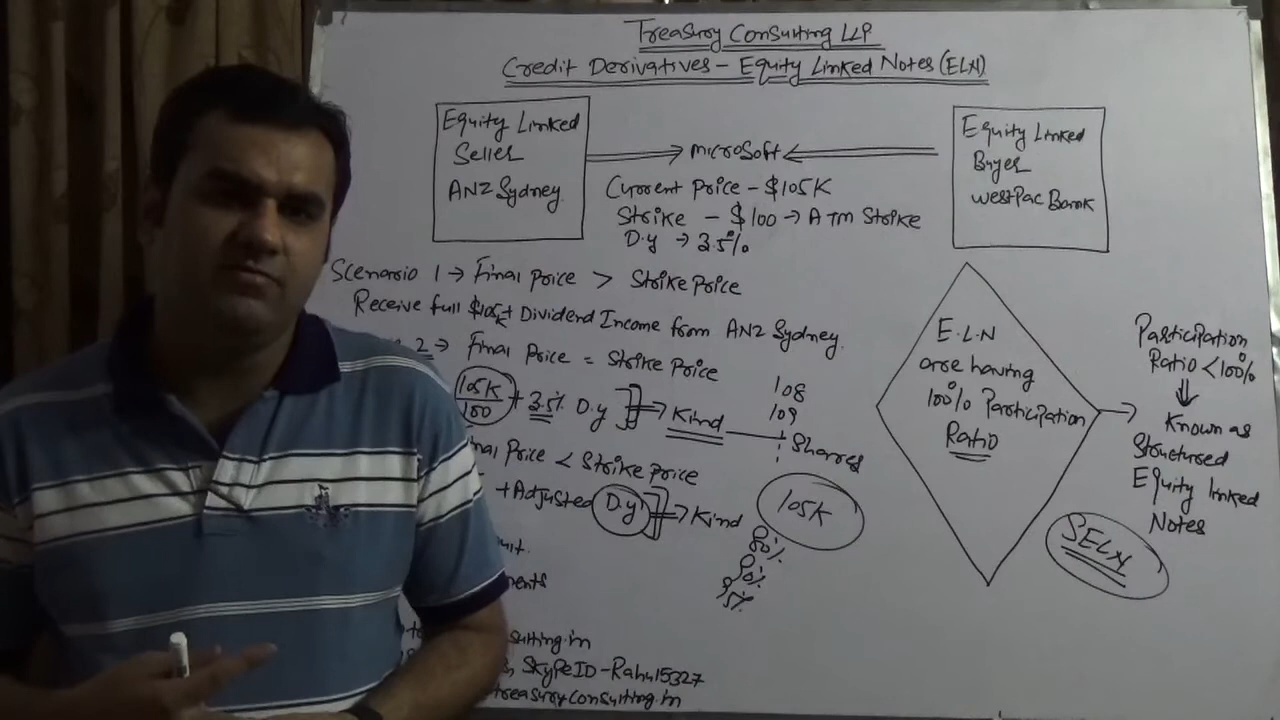 Treasury Consulting LLP
Credit Derivatives - Equity Linked Notes (ELN)
Equity Linked
Seller
ANZ Sydney
Microsoft
Current Price - $105K
Strike - $100 → ATM Strike
D.y → 3.5%
Equity Linked
Buyer
WestPac Bank
Scenario 1 → Final Price > Strike Price
Receive full $105K + Dividend Income from ANZ Sydney.
2 → Final Price = Strike Price
105K/100 + 3.5% D.y → Kind
108
109
Shares
Price < Strike Price
+ Adjusted D.y → Kind
105K
80%
90%
95%
E.L.N
are having
100% Participation
Ratio
Participation
Ratio < 100%
Known as
Structured
Equity linked
Notes
SELN
SkypeID - Rahul5327
treasuryconsulting.in